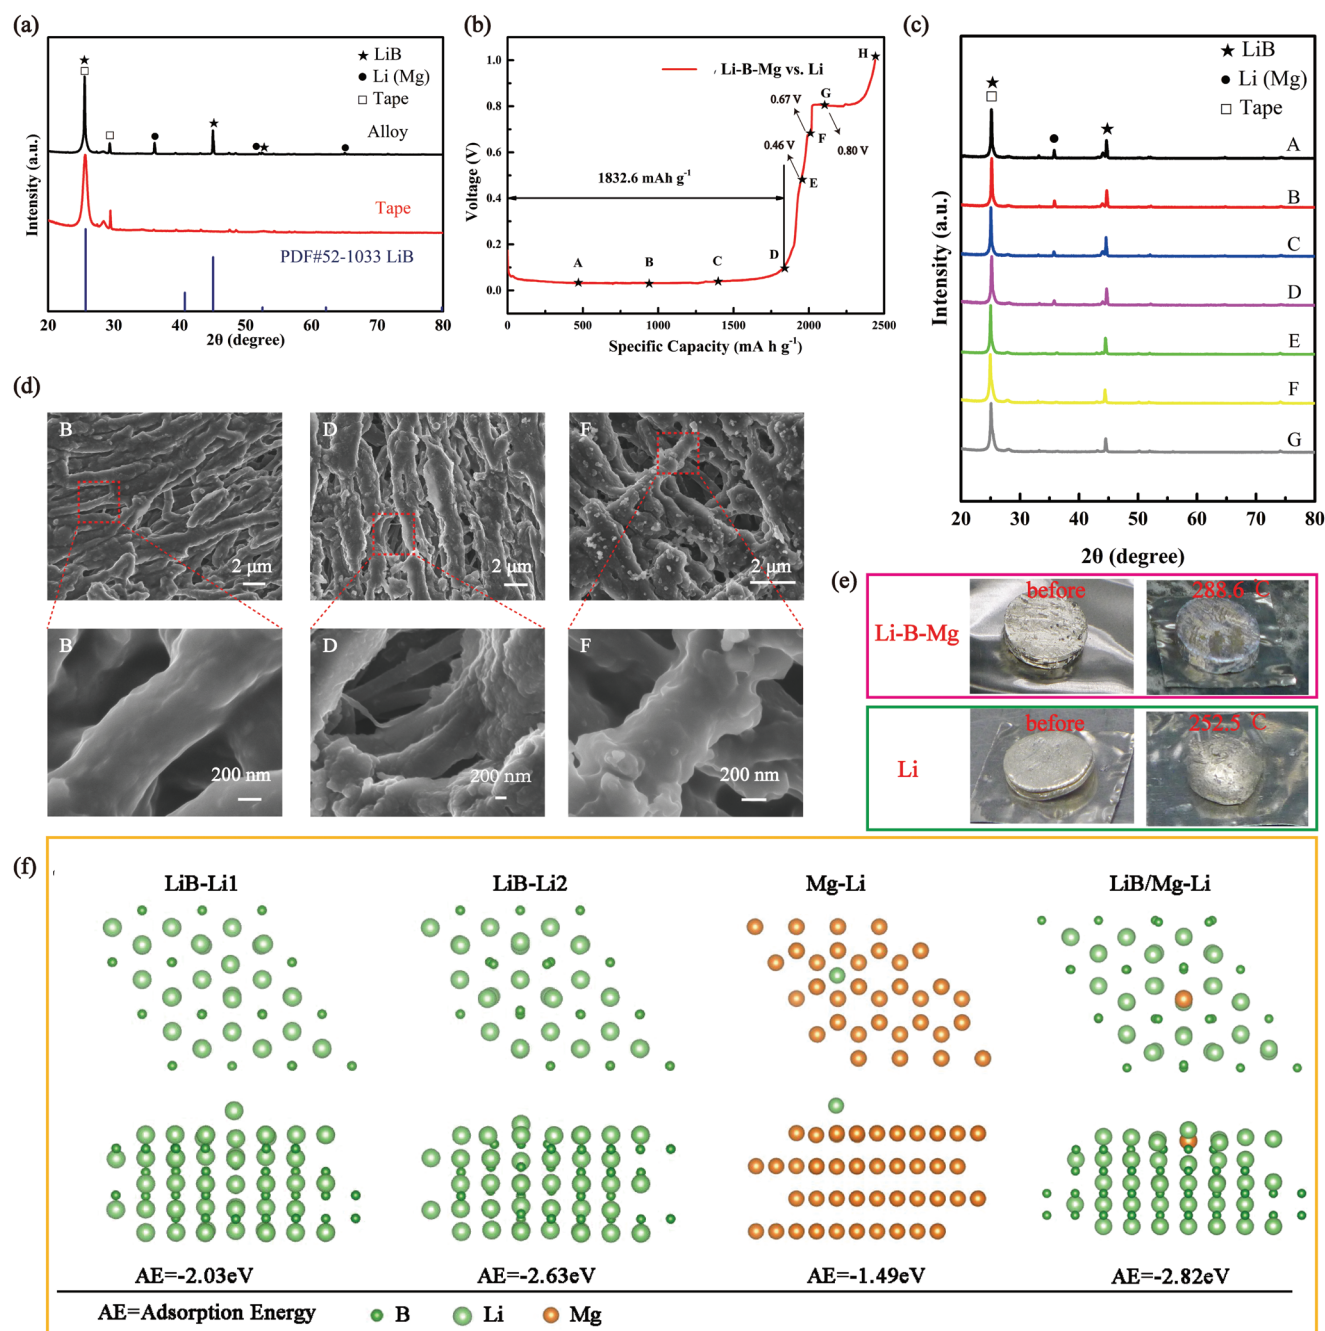 (a)
★ LiB
● Li (Mg)
□ Tape
Alloy
Tape
PDF#52-1033 LiB
Intensity (a.u.)
20 30 40 50 60 70 80
2θ (degree)
(b)
Li-B-Mg vs. Li
H
G
0.67 V
F
0.80 V
0.46 V
E
1832.6 mAh g⁻¹
D
A B C
Voltage (V)
1.0
0.8
0.6
0.4
0.2
0.0
0 500 1000 1500 2000 2500
Specific Capacity (mA h g⁻¹)
(c)
★ LiB
● Li (Mg)
□ Tape
A
B
C
D
E
F
G
Intensity (a.u.)
20 30 40 50 60 70 80
2θ (degree)
(d)
B
2 μm
D
2 μm
F
2 μm
B
200 nm
D
200 nm
F
200 nm
(e)
Li-B-Mg
before
288.6 ℃
Li
before
252.5 ℃
(f)
LiB-Li1
LiB-Li2
Mg-Li
LiB/Mg-Li
AE=-2.03eV
AE=-2.63eV
AE=-1.49eV
AE=-2.82eV
AE=Adsorption Energy
B
Li
Mg